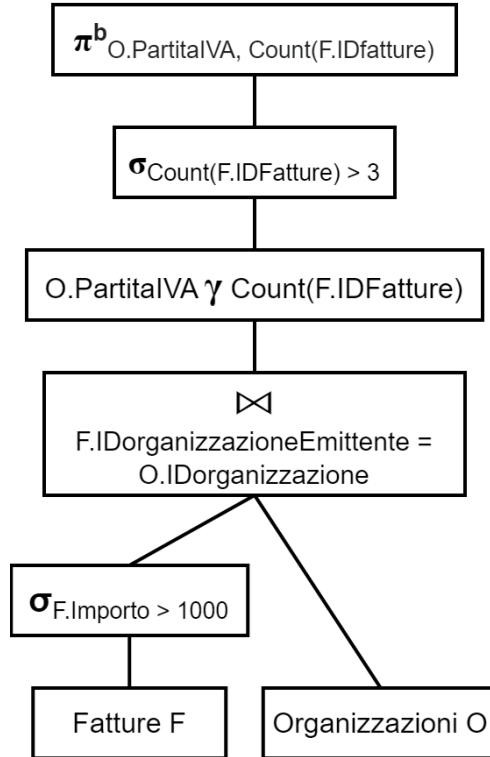 π^b O.PartitaIVA, Count(F.IDfatture)
σ Count(F.IDFatture) > 3
O.PartitaIVA γ Count(F.IDFatture)
⋈
F.IDorganizzazioneEmittente =
O.IDorganizzazione
σ F.Importo > 1000
Fatture F
Organizzazioni O